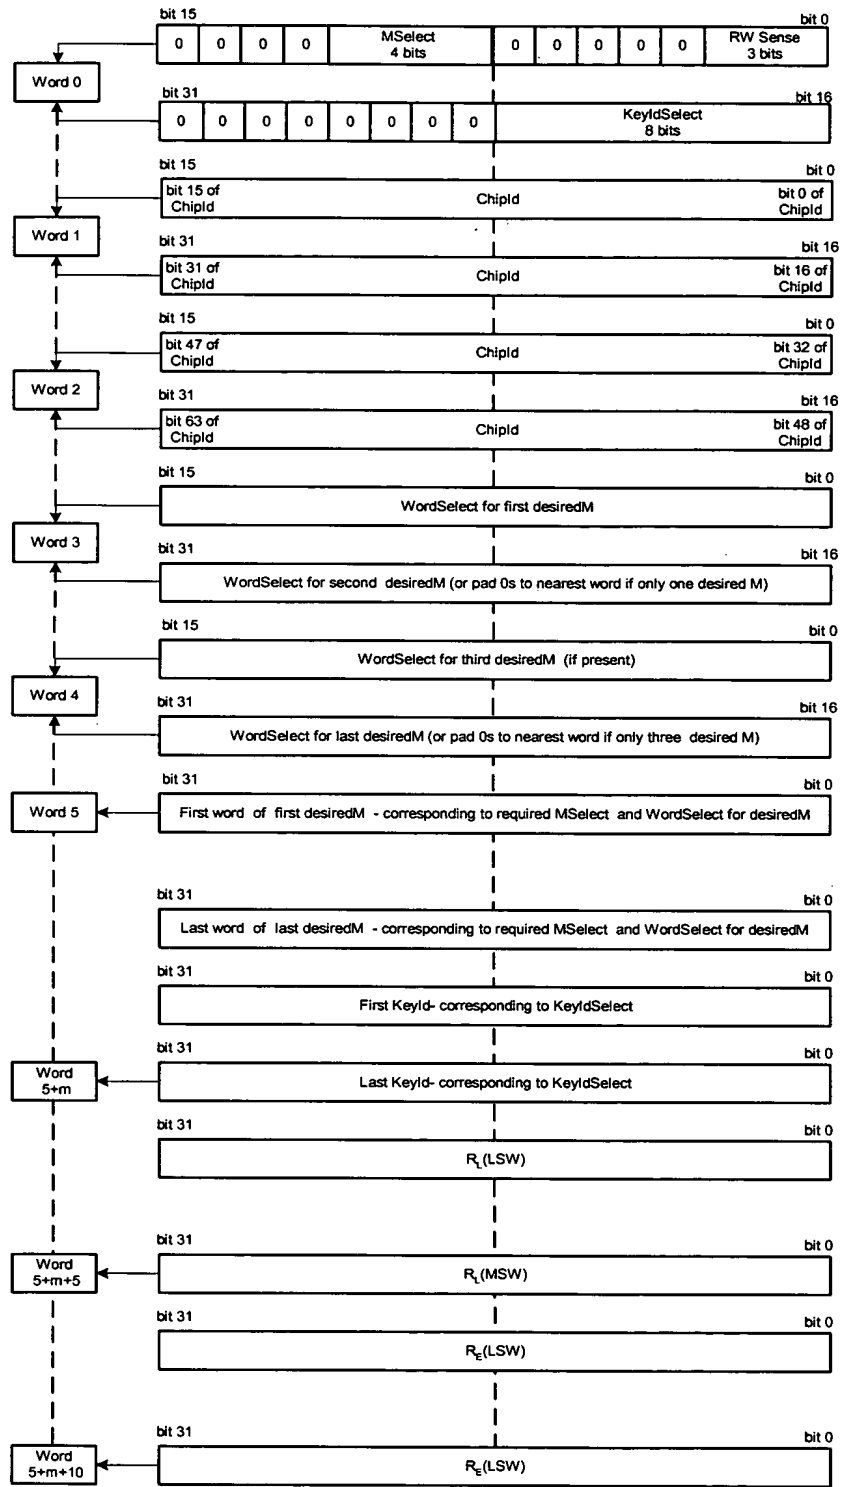 bit 15 bit 0
0 0 0 0 MSelect 0 0 0 0 0 RW Sense
4 bits 3 bits
Word 0
bit 31 bit 16
0 0 0 0 0 0 0 0 KeyIdSelect
8 bits
bit 15 bit 0
bit 15 of ChipId bit 0 of
ChipId ChipId
Word 1
bit 31 bit 16
bit 31 of ChipId bit 16 of
ChipId ChipId
bit 15 bit 0
bit 47 of ChipId bit 32 of
ChipId ChipId
Word 2
bit 31 bit 16
bit 63 of ChipId bit 48 of
ChipId ChipId
bit 15 bit 0
WordSelect for first desiredM
Word 3
bit 31 bit 16
WordSelect for second desiredM (or pad 0s to nearest word if only one desired M)
bit 15 bit 0
WordSelect for third desiredM (if present)
Word 4
bit 31 bit 16
WordSelect for last desiredM (or pad 0s to nearest word if only three desired M)
bit 31 bit 0
Word 5 First word of first desiredM - corresponding to required MSelect and WordSelect for desiredM
bit 31 bit 0
Last word of last desiredM - corresponding to required MSelect and WordSelect for desiredM
bit 31 bit 0
First KeyId- corresponding to KeyIdSelect
bit 31 bit 0
Word
5+m Last KeyId- corresponding to KeyIdSelect
bit 31 bit 0
RL(LSW)
bit 31 bit 0
Word
5+m+5 RL(MSW)
bit 31 bit 0
RE(LSW)
bit 31 bit 0
Word
5+m+10 RE(LSW)